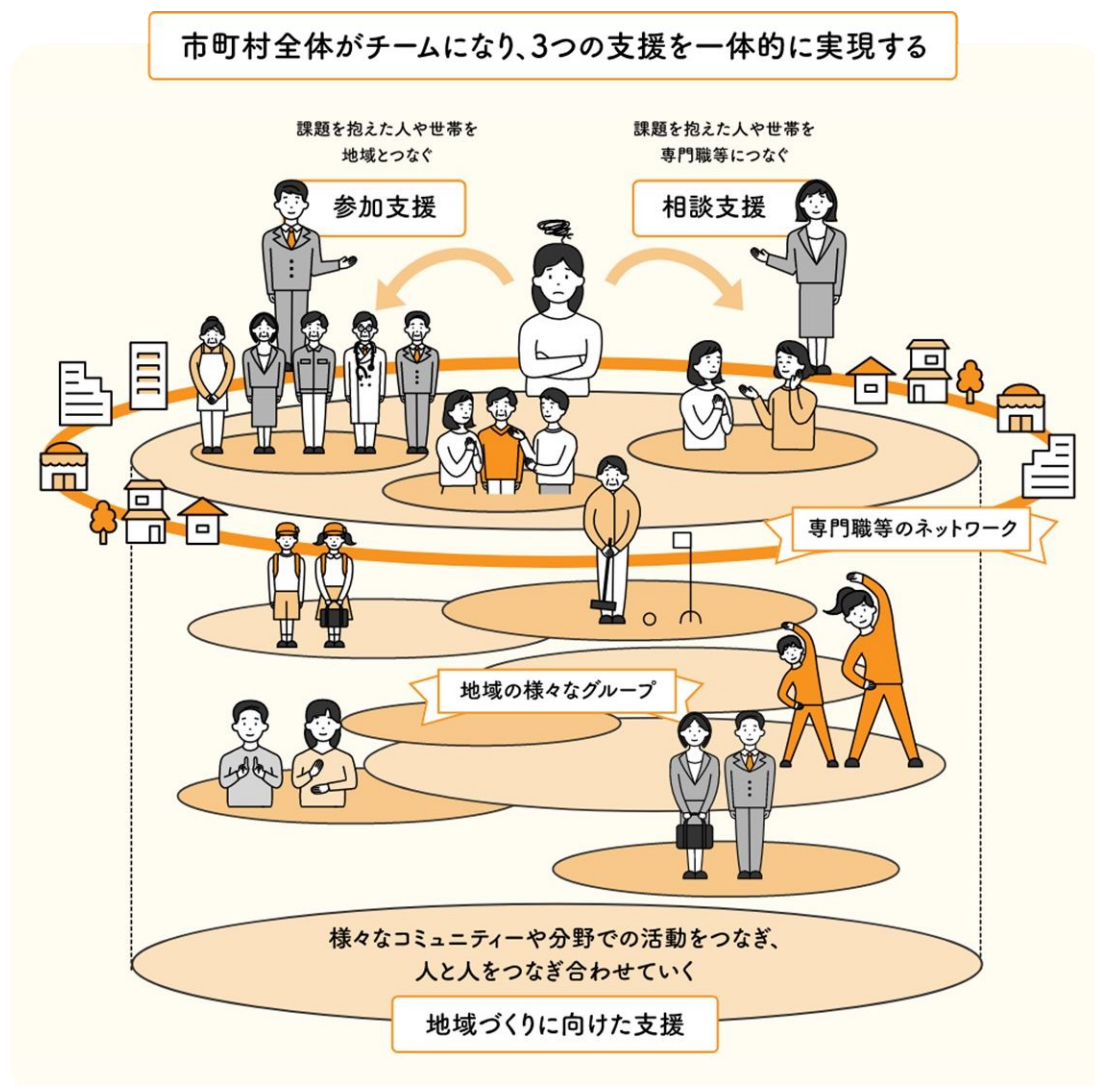 市町村全体がチームになり、3つの支援を一体的に実現する
課題を抱えた人や世帯を
地域とつなぐ
参加支援
課題を抱えた人や世帯を
専門職等につなぐ
相談支援
専門職等のネットワーク
地域の様々なグループ
様々なコミュニティーや分野での活動をつなぎ、
人と人をつなぎ合わせていく
地域づくりに向けた支援